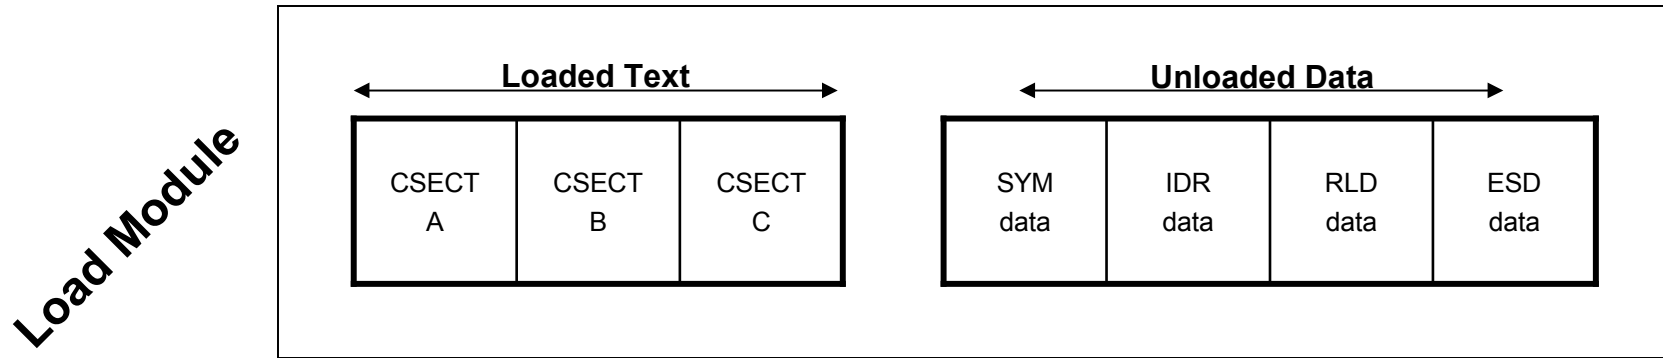 Load Module
Loaded Text
Unloaded Data
CSECT
A
CSECT
B
CSECT
C
SYM
data
IDR
data
RLD
data
ESD
data